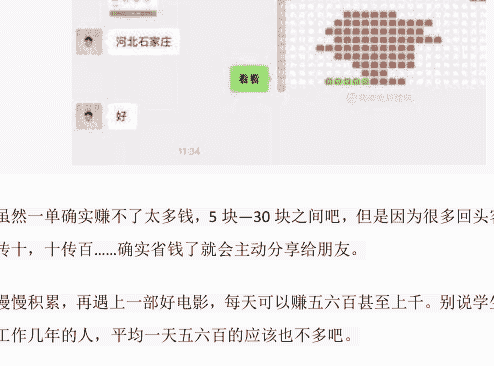 河北石家庄
好
11:34
虽然一单确实赚不了太多钱，5 块—30 块之间吧，但是因为很多回头客
传十，十传百……确实省钱了就会主动分享给朋友。
慢慢积累，再遇上一部好电影，每天可以赚五六百甚至上千。别说学生
工作几年的人，平均一天五六百的应该也不多吧。